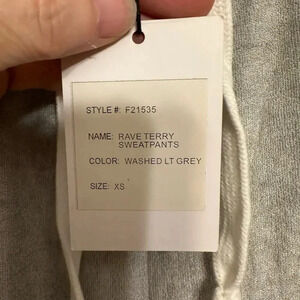 STYLE #: F21535
NAME: RAVE TERRY
SWEATPANTS
COLOR: WASHED LT GREY
SIZE: XS